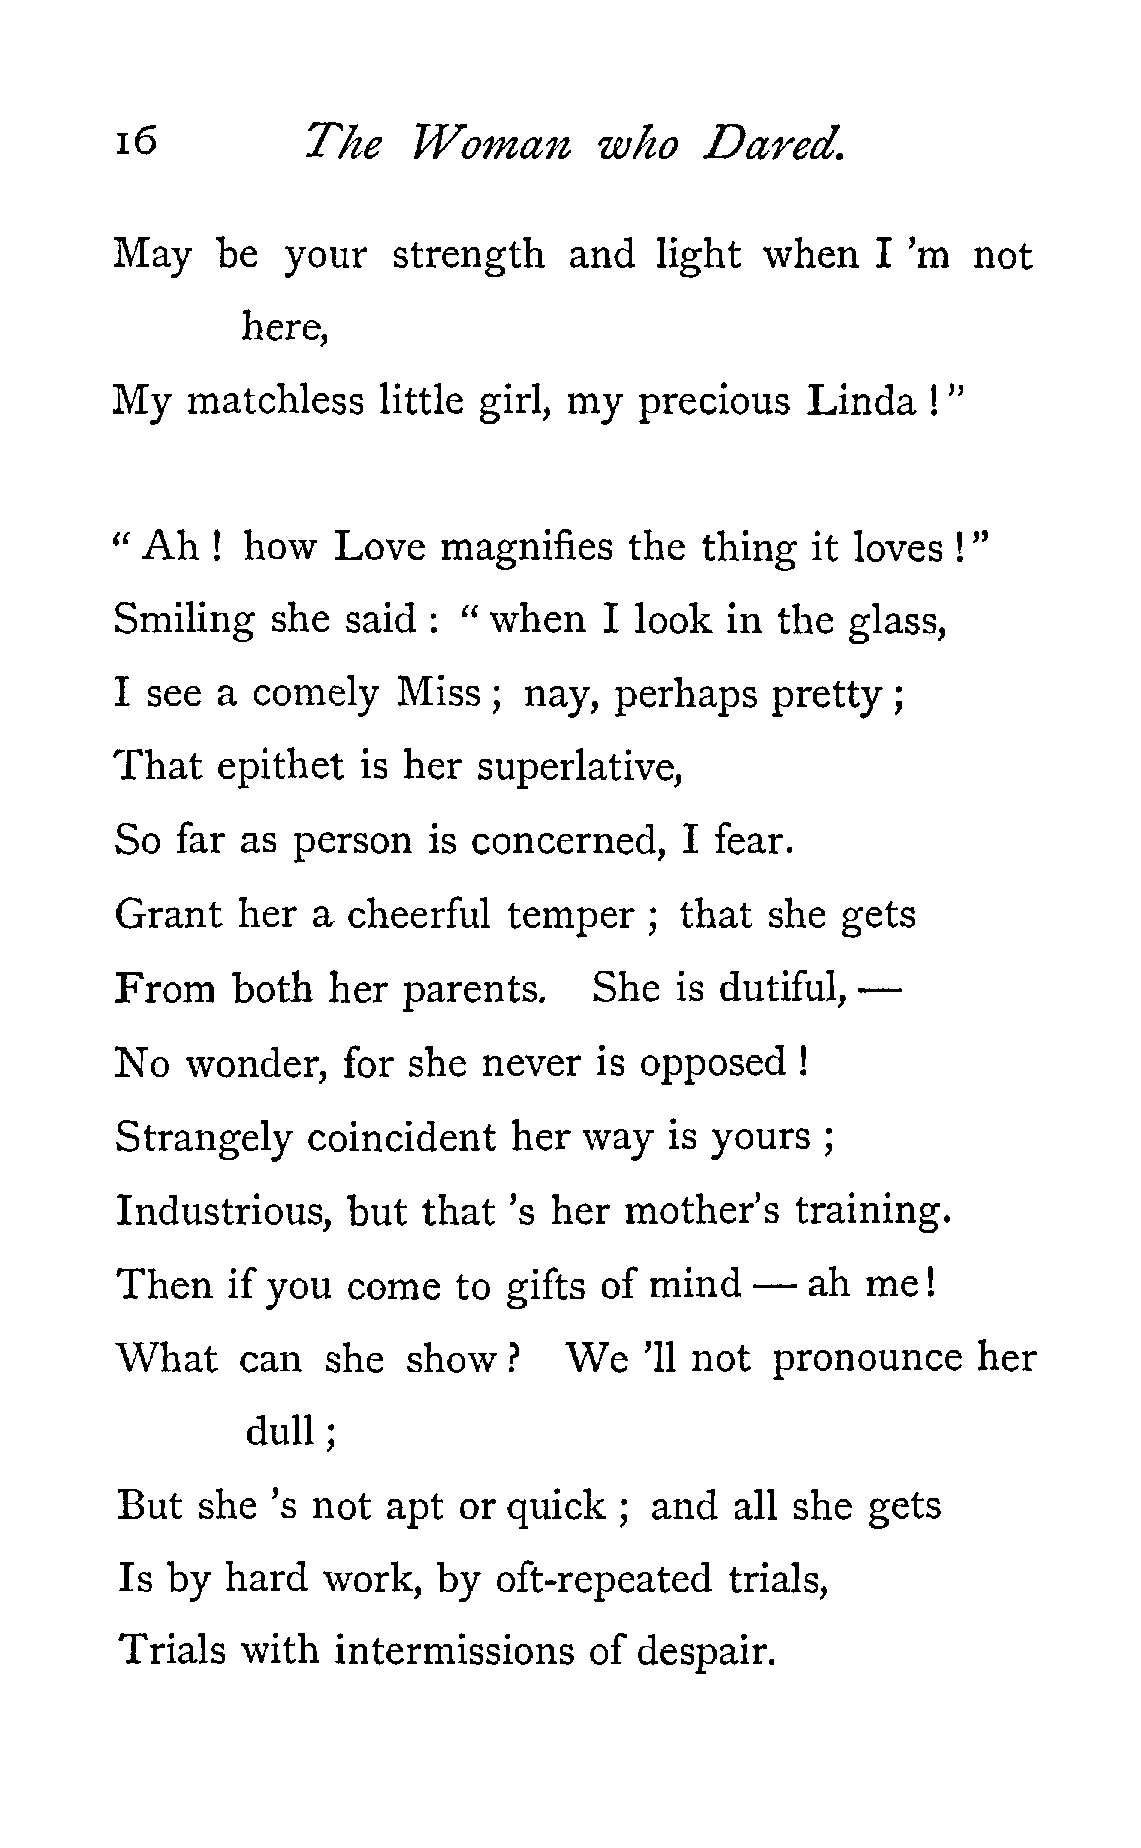 16 The Woman who Dared.
May be your strength and light when I 'm not
here,
My matchless little girl, my precious Linda ! "
" Ah ! how Love magnifies the thing it loves ! "
Smiling she said : " when I look in the glass,
I see a comely Miss ; nay, perhaps pretty ;
That epithet is her superlative,
So far as person is concerned, I fear.
Grant her a cheerful temper ; that she gets
From both her parents. She is dutiful, —
No wonder, for she never is opposed !
Strangely coincident her way is yours ;
Industrious, but that 's her mother's training.
Then if you come to gifts of mind — ah me !
What can she show ? We 'll not pronounce her
dull ;
But she 's not apt or quick ; and all she gets
Is by hard work, by oft-repeated trials,
Trials with intermissions of despair.